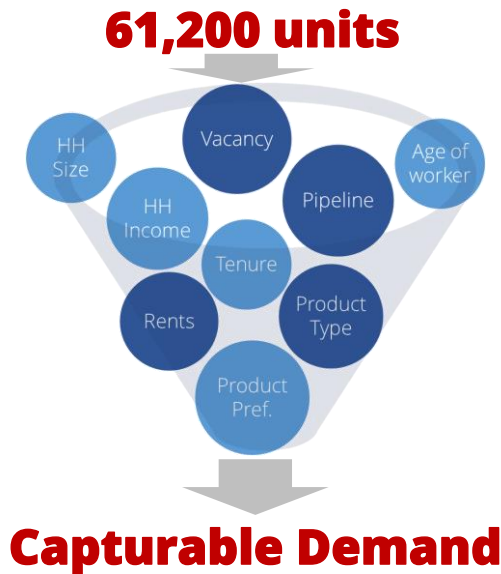 61,200 units
Vacancy
HH
Size
Age of
worker
HH
Income
Pipeline
Tenure
Rents
Product
Type
Product
Pref.
Capturable Demand